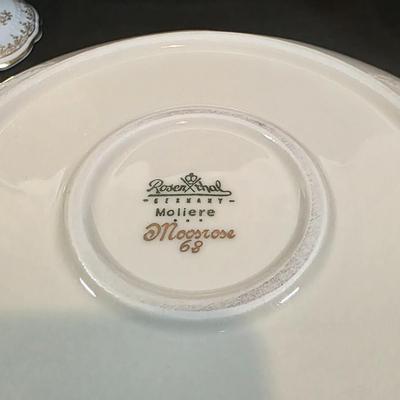 Rosenthal
GERMANY
Moliere
Moosrose
63